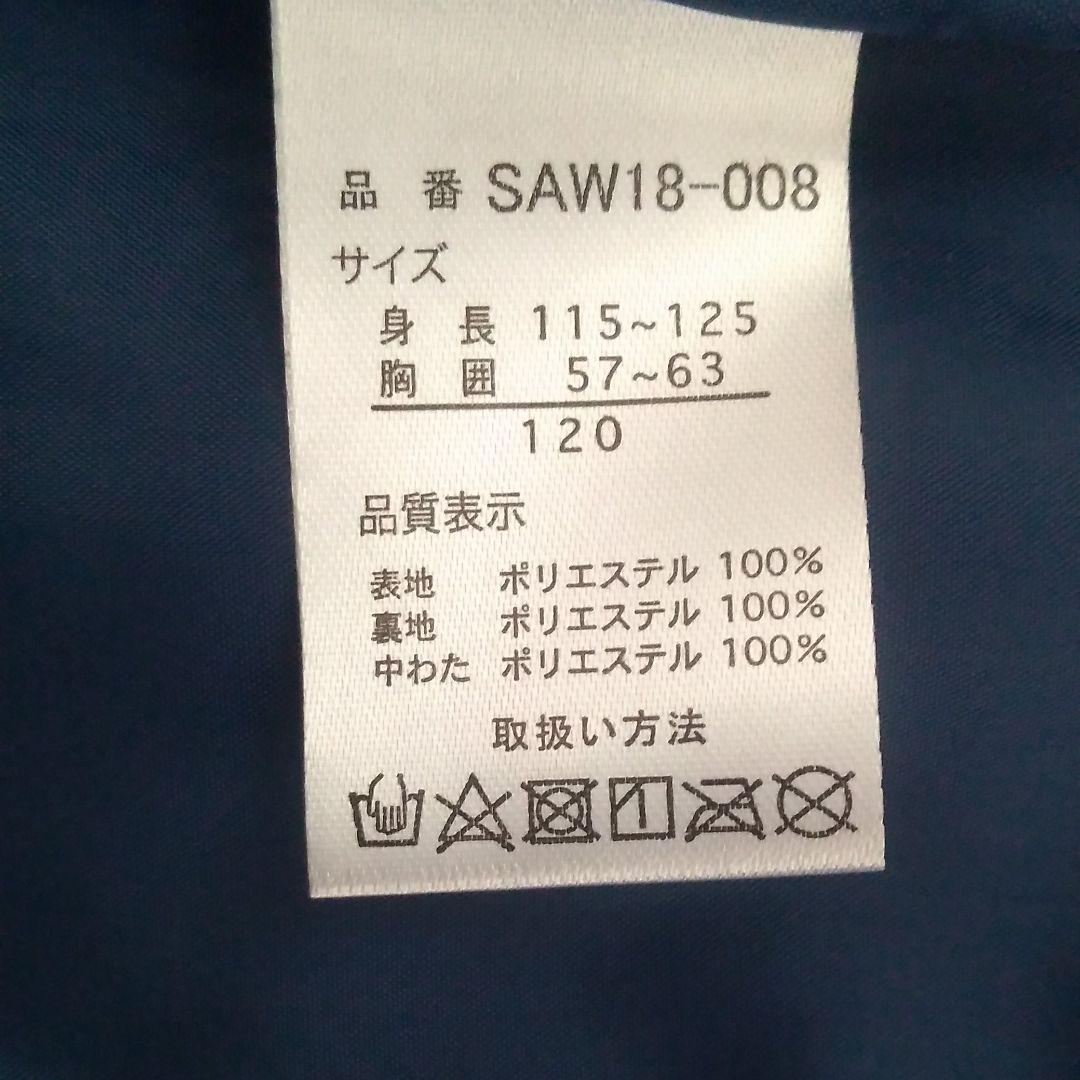 品 番 SAW18-008
サイズ
身 長 115~125
胸 囲 57~63
120
品質表示
表地 ポリエステル 100%
裏地 ポリエステル 100%
中わた ポリエステル 100%
取扱い方法